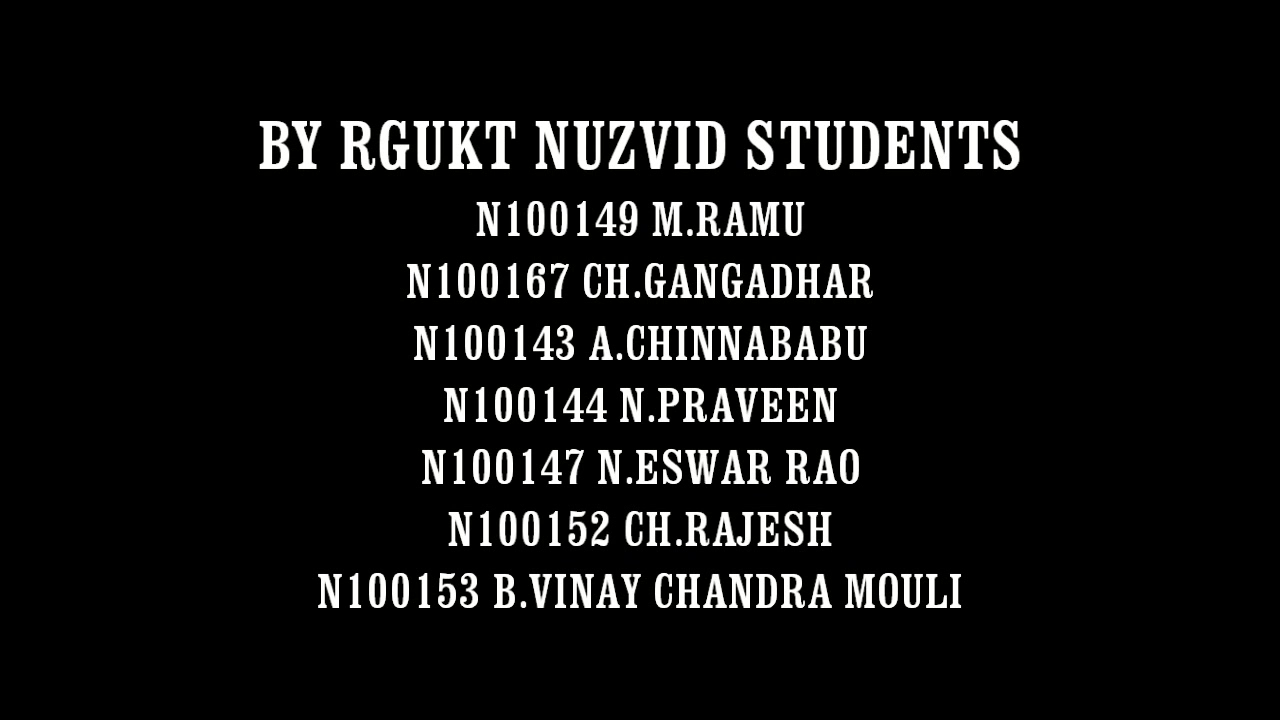 BY RGUKT NUZVID STUDENTS
N100149 M.RAMU
N100167 CH.GANGADHAR
N100143 A.CHINNABABU
N100144 N.PRAVEEN
N100147 N.ESWAR RAO
N100152 CH.RAJESH
N100153 B.VINAY CHANDRA MOULI